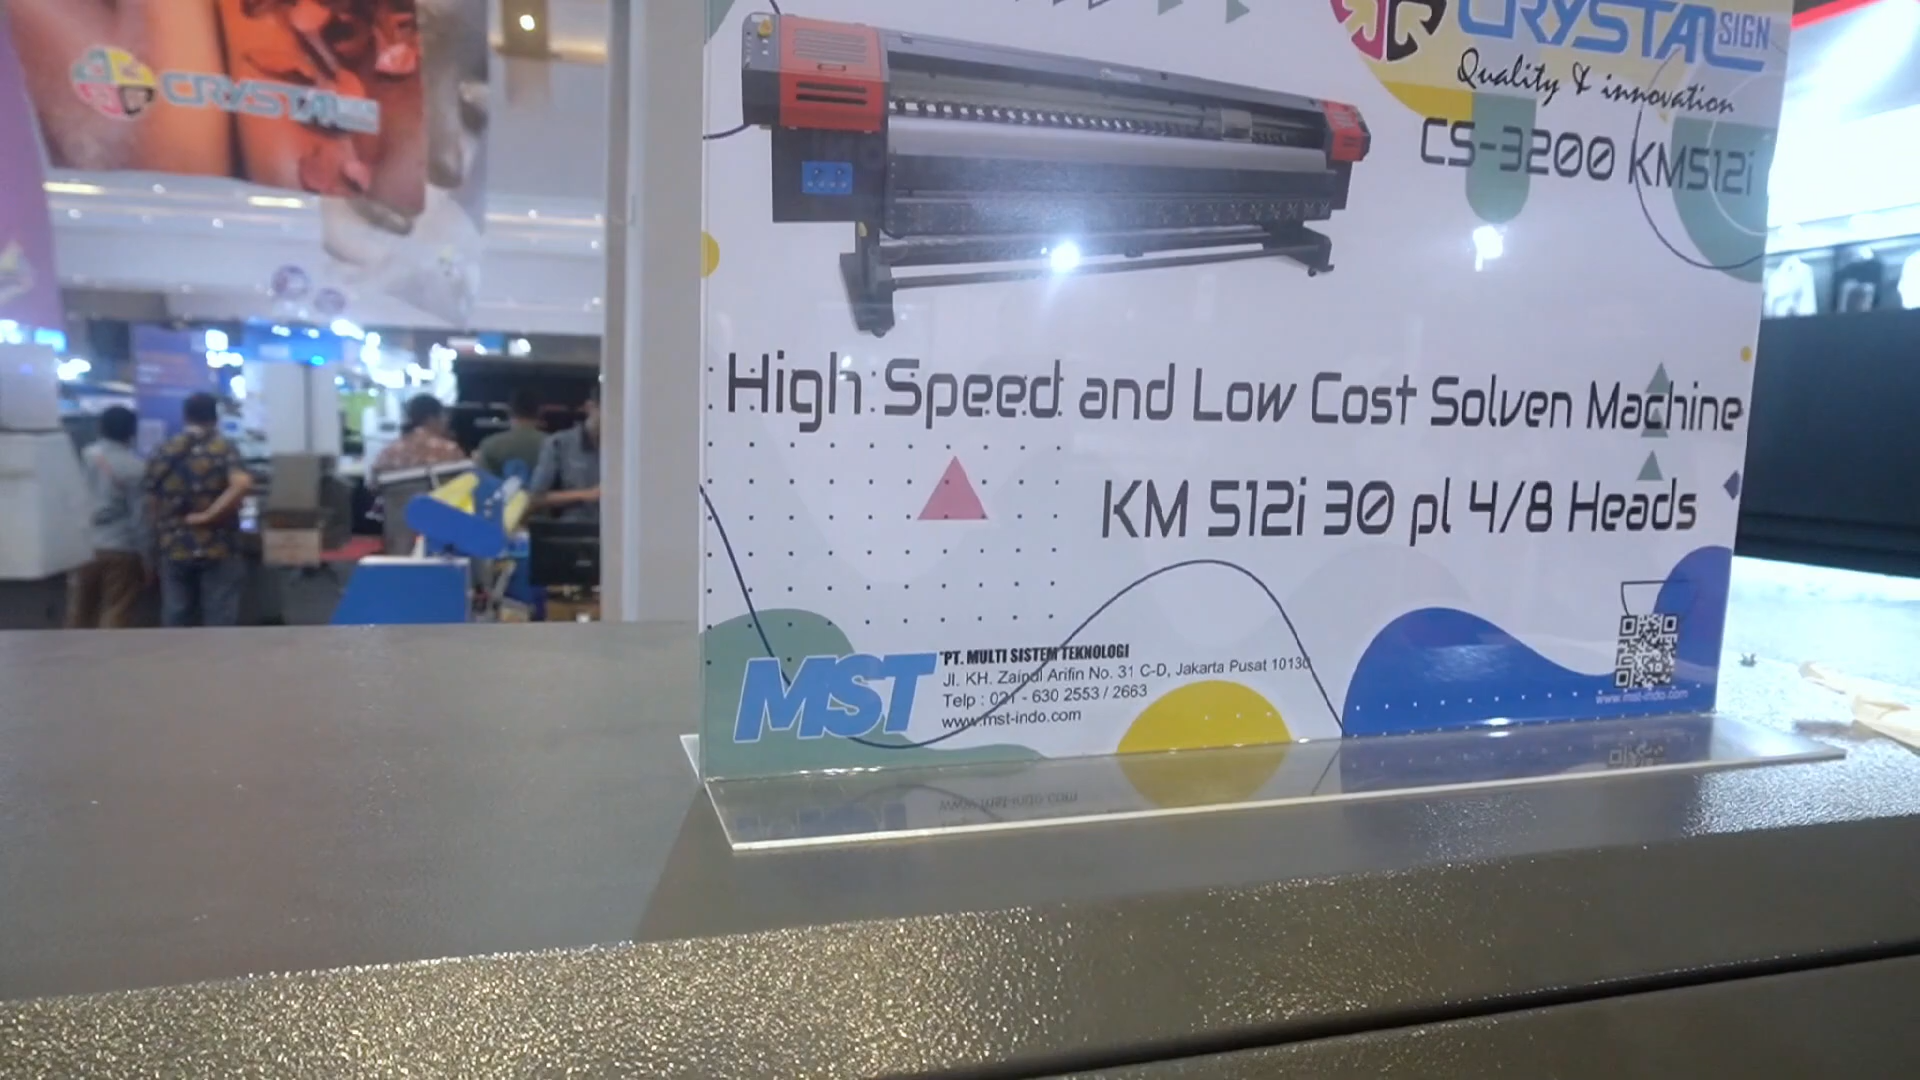 CRYSTAL
CRYSTAL SIGN
Quality & innovation
CS-3200 KM512i
High Speed and Low Cost Solven Machine
KM 512i 30 pl 4/8 Heads
MST
PT. MULTI SISTEM TEKNOLOGI
Jl. KH. Zainul Arifin No. 31 C-D, Jakarta Pusat 10130
Telp : 021 - 630 2553 / 2663
www.mst-indo.com
www.mst-indo.com